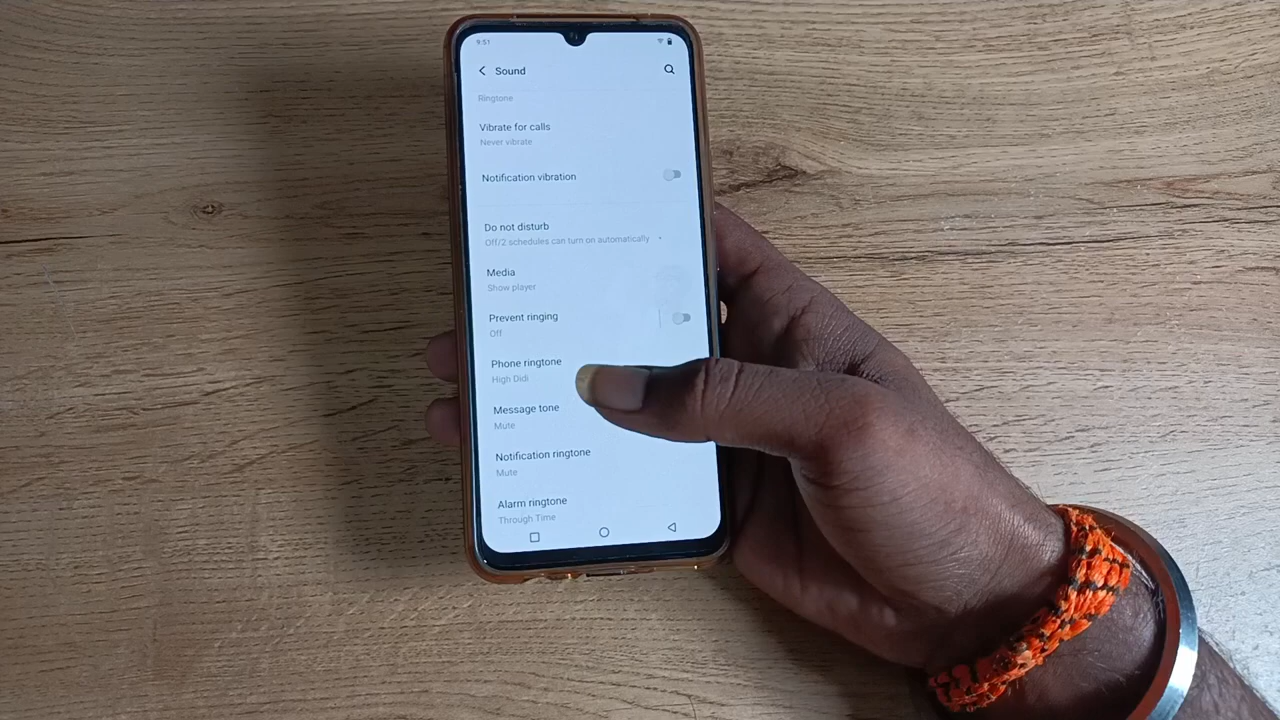 9:51
Sound
Ringtone
Vibrate for calls
Never vibrate
Notification vibration
Do not disturb
Off/2 schedules can turn on automatically
Media
Show player
Prevent ringing
Off
Phone ringtone
High Didi
Message tone
Mute
Notification ringtone
Mute
Alarm ringtone
Through Time